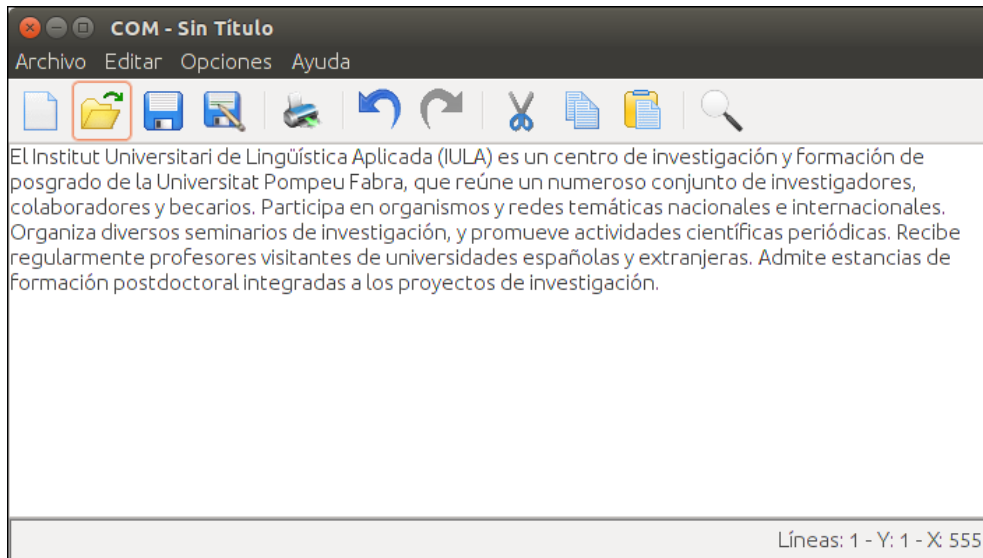 COM - Sin Título
Archivo Editar Opciones Ayuda
El Institut Universitari de Lingüística Aplicada (IULA) es un centro de investigación y formación de
posgrado de la Universitat Pompeu Fabra, que reúne un numeroso conjunto de investigadores,
colaboradores y becarios. Participa en organismos y redes temáticas nacionales e internacionales.
Organiza diversos seminarios de investigación, y promueve actividades científicas periódicas. Recibe
regularmente profesores visitantes de universidades españolas y extranjeras. Admite estancias de
formación postdoctoral integradas a los proyectos de investigación.
Líneas: 1 - Y: 1 - X: 555